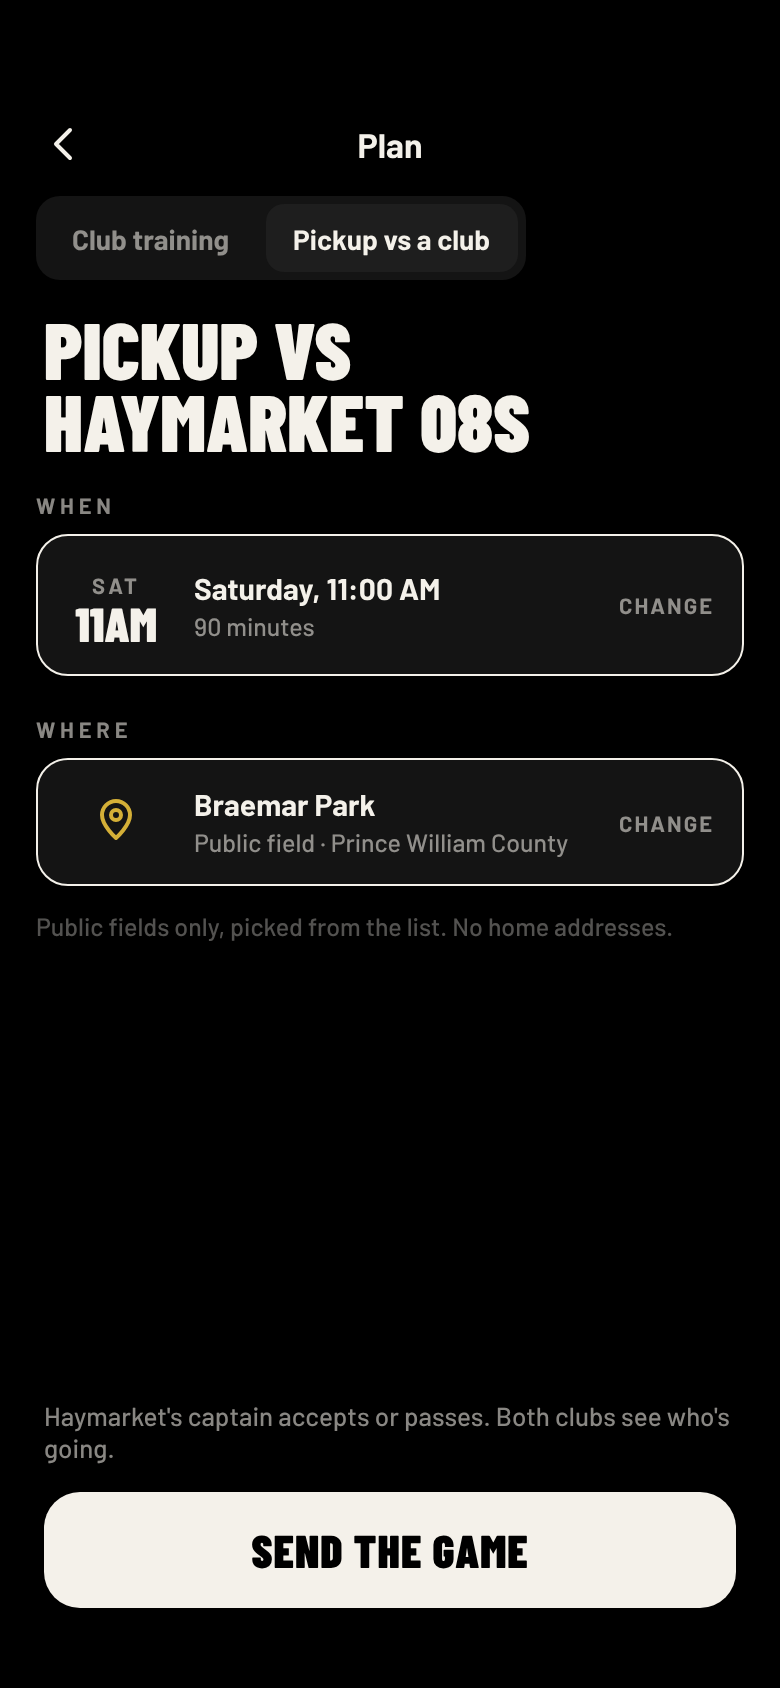 Plan
Club training
Pickup vs a club
PICKUP VS
HAYMARKET 08S
WHEN
SAT
11AM
Saturday, 11:00 AM
90 minutes
CHANGE
WHERE
Braemar Park
Public field · Prince William County
CHANGE
Public fields only, picked from the list. No home addresses.
Haymarket's captain accepts or passes. Both clubs see who's
going.
SEND THE GAME